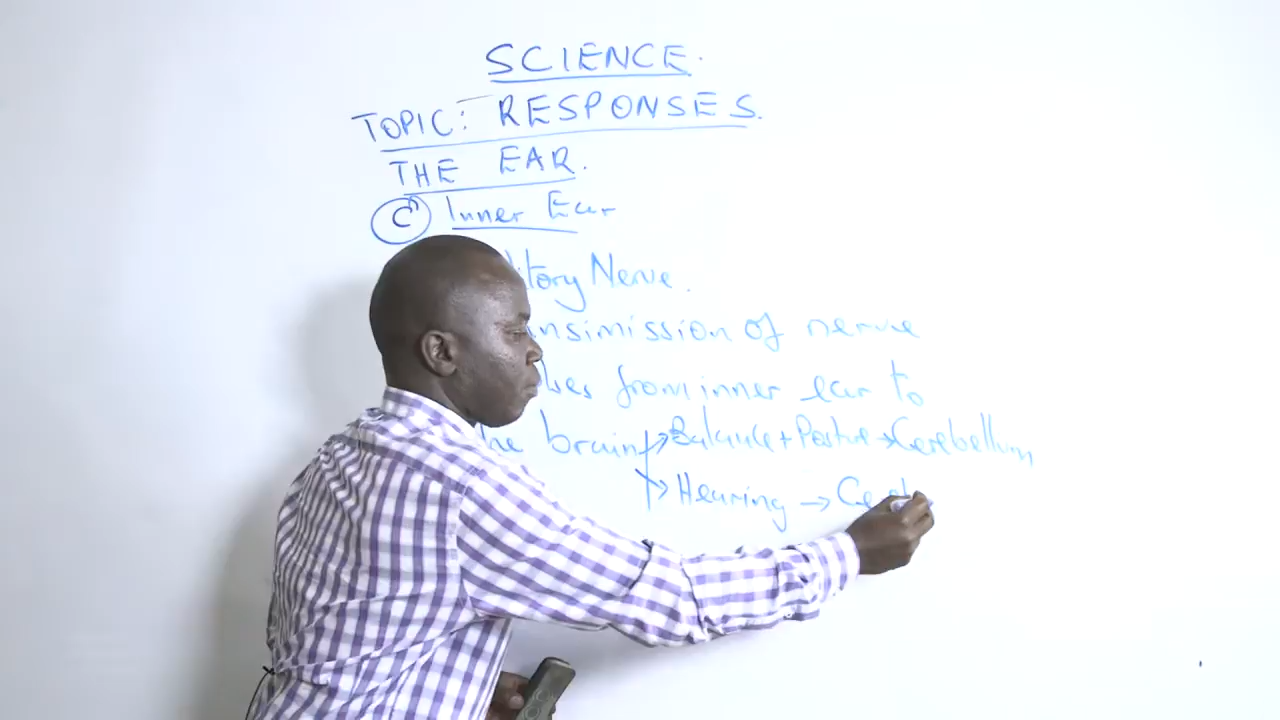 SCIENCE.
TOPIC: RESPONSES.
THE EAR.
C Inner Ear
itory Nerve.
nsimission of nerve
from inner ear to
the brain → Balance + Posture → Cerebellum
→ Hearing →